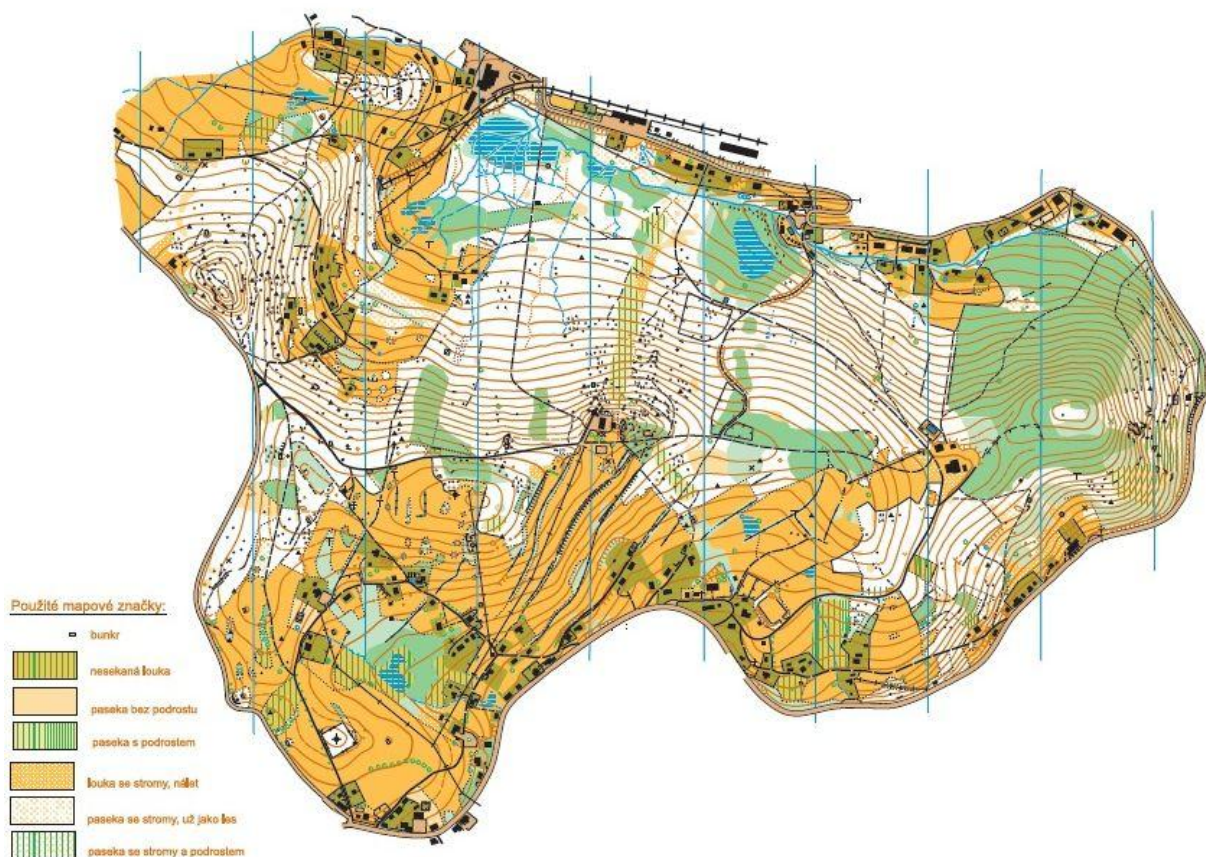 Použité mapové značky:
bunkr
nesekaná louka
paseka bez podrostu
paseka s podrostem
louka se stromy, nálet
paseka se stromy, už jako les
paseka se stromy a podrostem